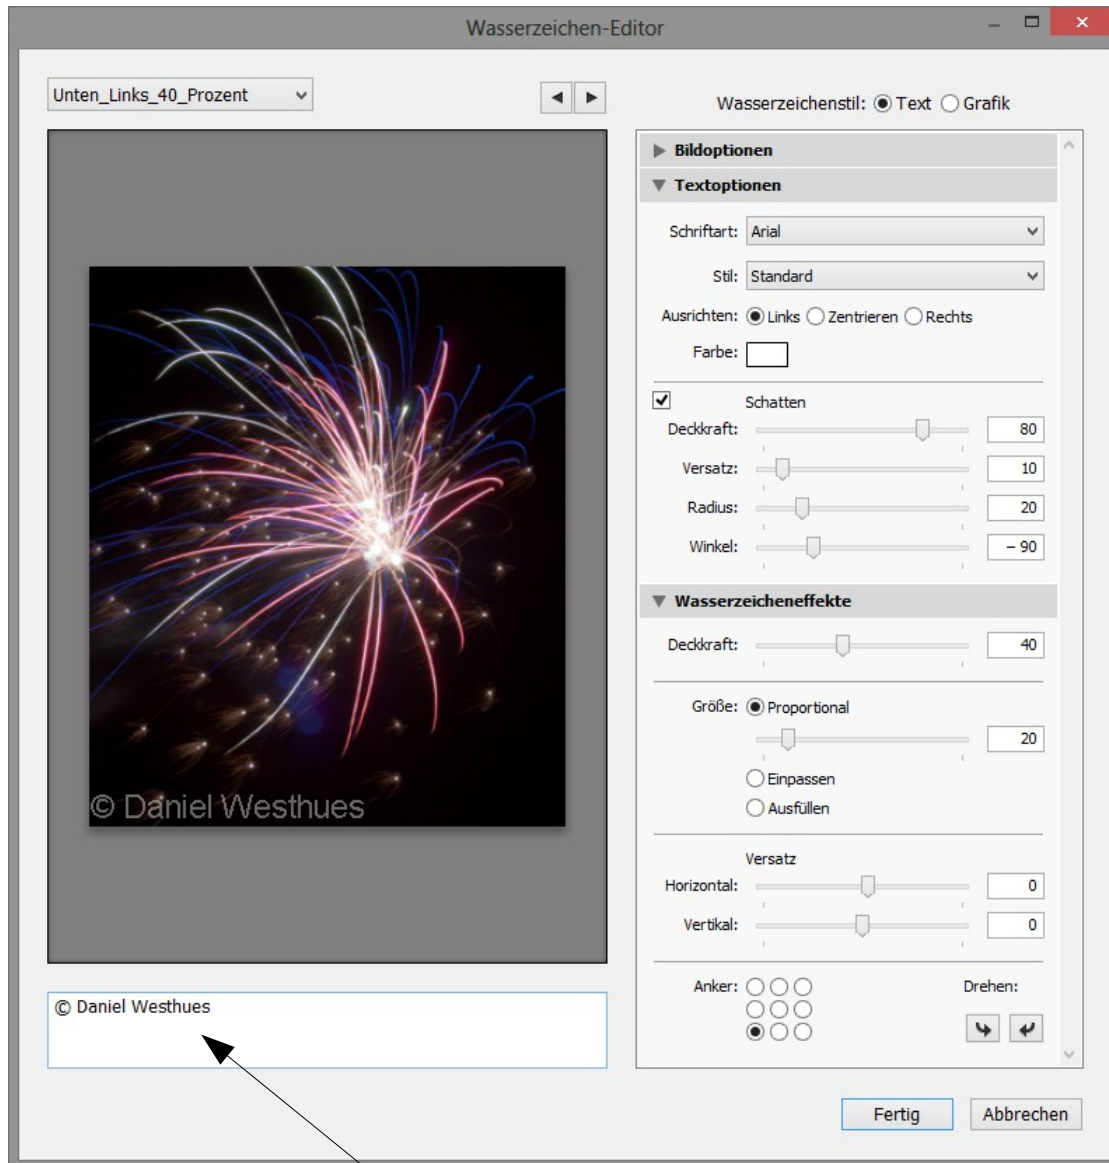 Wasserzeichen-Editor
Unten_Links_40_Prozent
Wasserzeichenstil: Text Grafik
Bildoptionen
Textoptionen
Schriftart: Arial
Stil: Standard
Ausrichten: Links Zentrieren Rechts
Farbe:
Schatten
Deckkraft: 80
Versatz: 10
Radius: 20
Winkel: – 90
Wasserzeicheneffekte
Deckkraft: 40
Größe: Proportional
20
Einpassen
Ausfüllen
Versatz
Horizontal: 0
Vertikal: 0
Anker: Drehen:
© Daniel Westhues
© Daniel Westhues
Fertig Abbrechen